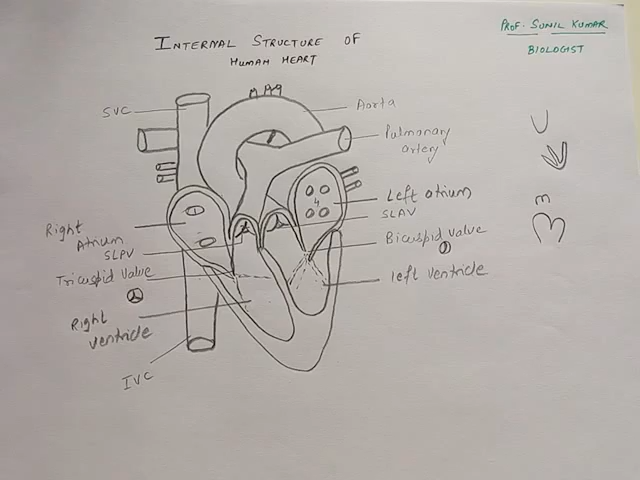 PROF. SUNIL KUMAR
BIOLOGIST
INTERNAL STRUCTURE OF
HUMAN HEART
SVC
Aorta
Pulmonary
artery
Left atrium
SLAV
Right
Atrium
SLPV
Bicuspid valve
Tricuspid valve
left ventricle
Right
ventricle
IVC
4